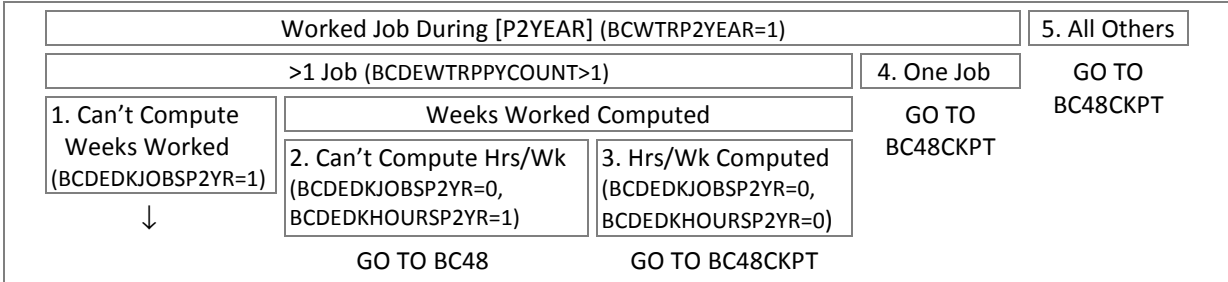 Worked Job During [P2YEAR] (BCWTRP2YEAR=1)
5. All Others
>1 Job (BCDEWTRPPYCOUNT>1)
4. One Job
GO TO
BC48CKPT
1. Can't Compute
Weeks Worked
(BCDEDKJOBSP2YR=1)
↓
Weeks Worked Computed
GO TO
BC48CKPT
2. Can't Compute Hrs/Wk
(BCDEDKJOBSP2YR=0,
BCDEDKHOURSP2YR=1)
3. Hrs/Wk Computed
(BCDEDKJOBSP2YR=0,
BCDEDKHOURSP2YR=0)
GO TO BC48
GO TO BC48CKPT